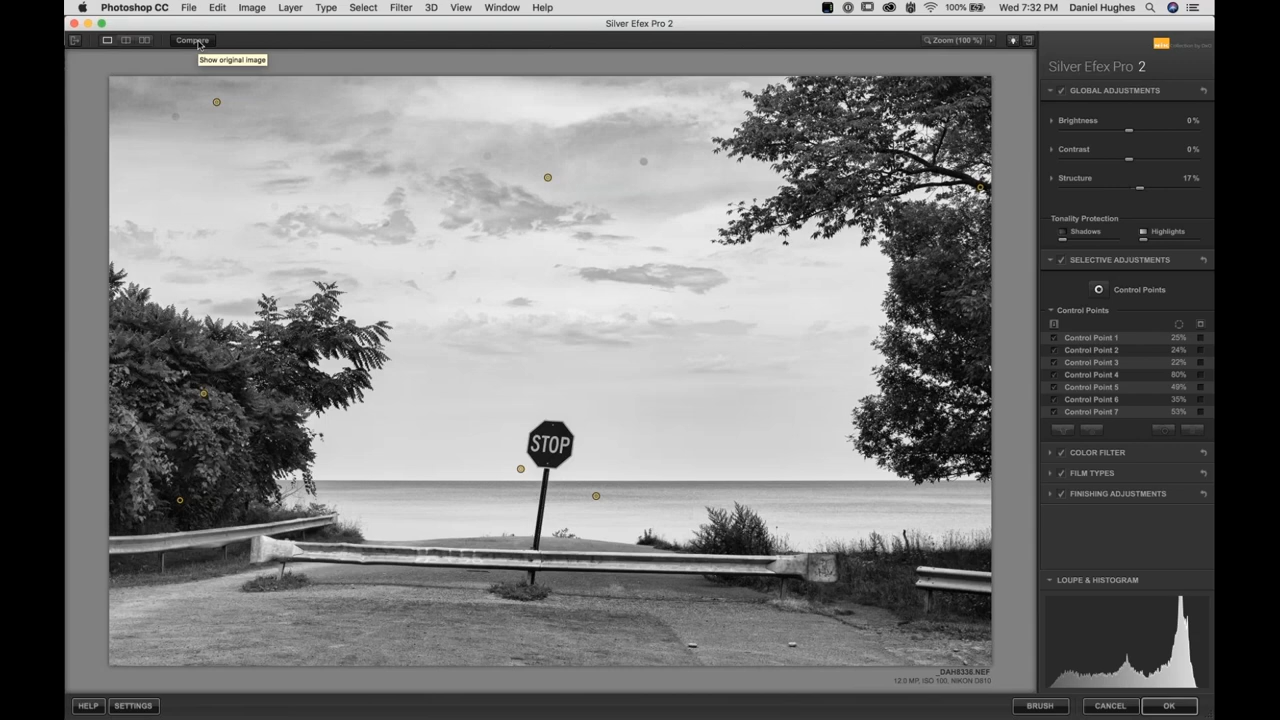 Photoshop CC File Edit Image Layer Type Select Filter 3D View Window Help 100% Wed 7:32 PM Daniel Hughes
Silver Efex Pro 2
Compare Zoom (100 %)
Show original image
Silver Efex Pro 2
GLOBAL ADJUSTMENTS
Brightness 0 %
Contrast 0 %
Structure 17 %
Tonality Protection
Shadows Highlights
SELECTIVE ADJUSTMENTS
Control Points
Control Points
Control Point 1 25%
Control Point 2 24%
Control Point 3 22%
Control Point 4 80%
Control Point 5 49%
Control Point 6 35%
Control Point 7 53%
STOP
COLOR FILTER
FILM TYPES
FINISHING ADJUSTMENTS
LOUPE & HISTOGRAM
_DAH8336.NEF
12.0 MP, ISO 100, NIKON D810
HELP SETTINGS BRUSH CANCEL OK